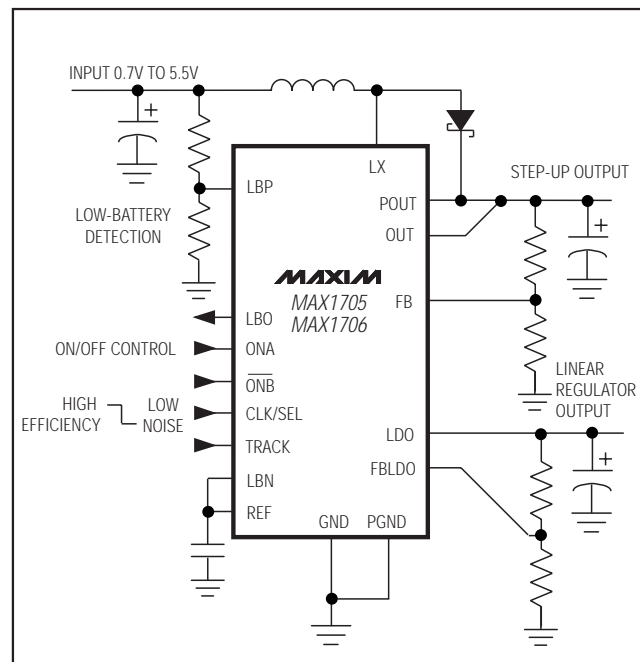 INPUT 0.7V TO 5.5V
+
LX
STEP-UP OUTPUT
LBP
POUT
+
LOW-BATTERY
DETECTION
OUT
MAXIM
MAX1705
MAX1706
FB
LBO
ON/OFF CONTROL
ONA
LINEAR
REGULATOR
OUTPUT
ONB
HIGH
EFFICIENCY
LOW
NOISE
CLK/SEL
LDO
+
TRACK
FBLDO
LBN
REF
GND
PGND